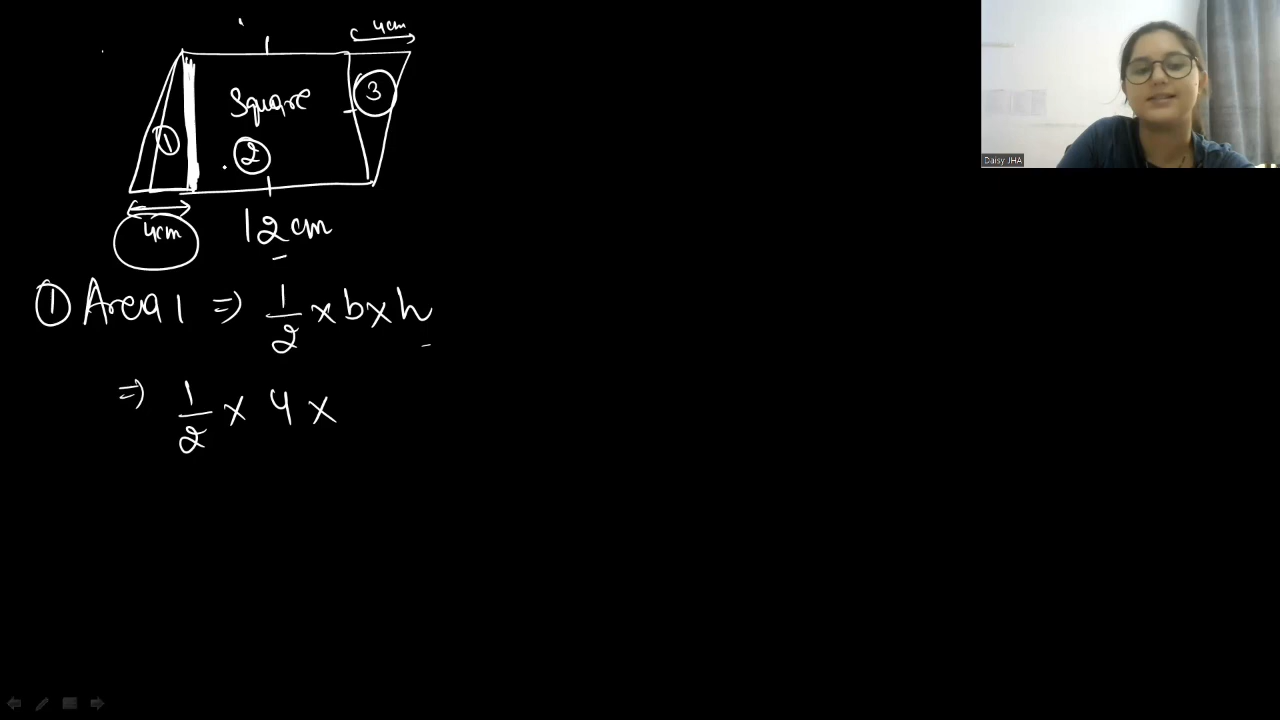 4cm
Square
3
1
2
4cm
12 cm
① Area 1 => 1/2 × b × h
=> 1/2 × 4 ×
Daisy JHA